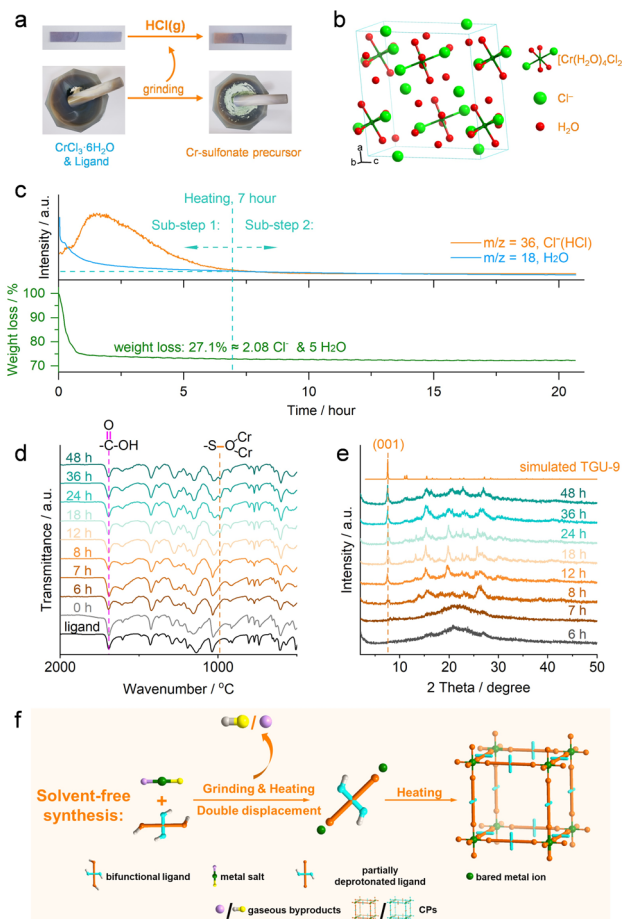 a
HCl(g)
grinding
CrCl₃·6H₂O
& Ligand
Cr-sulfonate precursor
b
[Cr(H₂O)₄Cl₂
Cl⁻
H₂O
a
b
c
c
Heating, 7 hour
Sub-step 1:
Sub-step 2:
m/z = 36, Cl⁻(HCl)
m/z = 18, H₂O
Intensity / a.u.
Weight loss / %
100
90
80
70
weight loss: 27.1% ≈ 2.08 Cl⁻ & 5 H₂O
0
5
10
15
20
Time / hour
d
O
-C-OH
-S-O
Cr
Cr
48 h
36 h
24 h
18 h
12 h
8 h
7 h
6 h
0 h
ligand
Transmittance / a.u.
2000
1000
Wavenumber / °C
e
(001)
simulated TGU-9
48 h
36 h
24 h
18 h
12 h
8 h
7 h
6 h
Intensity / a.u.
10
20
30
40
50
2 Theta / degree
f
Solvent-free
synthesis:
+
/
Grinding & Heating
Double displacement
Heating
bifunctional ligand
metal salt
partially
deprotonated ligand
bared metal ion
/
gaseous byproducts
/
CPs